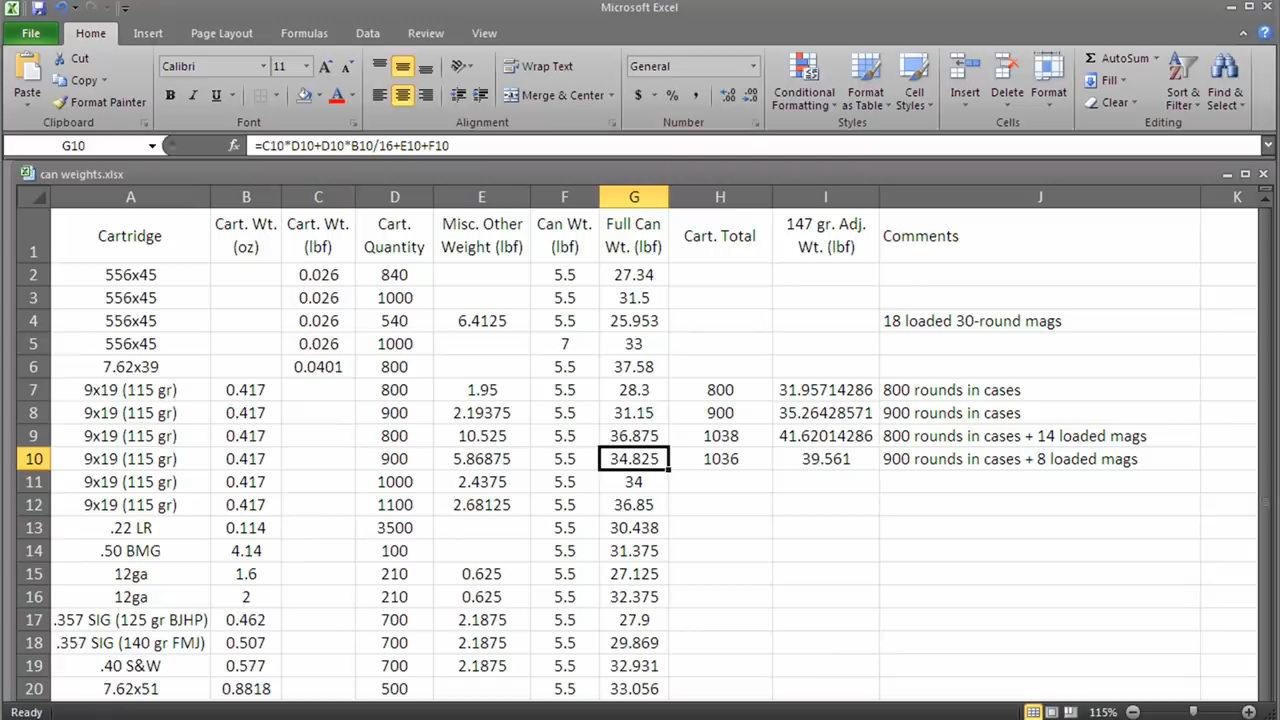 Microsoft Excel
File Home Insert Page Layout Formulas Data Review View
Paste Cut Copy Format Painter Clipboard
Calibri 11 A A B I U A Font
Wrap Text Merge & Center Alignment
General $ % , .0 .00 .00 .0 Number
Conditional Formatting Format as Table Cell Styles Styles
Insert Delete Format Cells
Σ AutoSum Fill Clear Sort & Filter Find & Select Editing
G10 fx =C10*D10+D10*B10/16+E10+F10
can weights.xlsx
A B C D E F G H I J K
1 Cartridge Cart. Wt. (oz) Cart. Wt. (lbf) Cart. Quantity Misc. Other Weight (lbf) Can Wt. (lbf) Full Can Wt. (lbf) Cart. Total 147 gr. Adj. Wt. (lbf) Comments
2 556x45 0.026 840 5.5 27.34
3 556x45 0.026 1000 5.5 31.5
4 556x45 0.026 540 6.4125 5.5 25.953 18 loaded 30-round mags
5 556x45 0.026 1000 7 33
6 7.62x39 0.0401 800 5.5 37.58
7 9x19 (115 gr) 0.417 800 1.95 5.5 28.3 800 31.95714286 800 rounds in cases
8 9x19 (115 gr) 0.417 900 2.19375 5.5 31.15 900 35.26428571 900 rounds in cases
9 9x19 (115 gr) 0.417 800 10.525 5.5 36.875 1038 41.62014286 800 rounds in cases + 14 loaded mags
10 9x19 (115 gr) 0.417 900 5.86875 5.5 34.825 1036 39.561 900 rounds in cases + 8 loaded mags
11 9x19 (115 gr) 0.417 1000 2.4375 5.5 34
12 9x19 (115 gr) 0.417 1100 2.68125 5.5 36.85
13 .22 LR 0.114 3500 5.5 30.438
14 .50 BMG 4.14 100 5.5 31.375
15 12ga 1.6 210 0.625 5.5 27.125
16 12ga 2 210 0.625 5.5 32.375
17 .357 SIG (125 gr BJHP) 0.462 700 2.1875 5.5 27.9
18 .357 SIG (140 gr FMJ) 0.507 700 2.1875 5.5 29.869
19 .40 S&W 0.577 700 2.1875 5.5 32.931
20 7.62x51 0.8818 500 5.5 33.056
Ready 115%